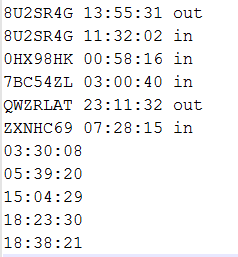 8U2SR4G 13:55:31 out
8U2SR4G 11:32:02 in
0HX98HK 00:58:16 in
7BC54ZL 03:00:40 in
QWZRLAT 23:11:32 out
ZXNHC69 07:28:15 in
03:30:08
05:39:20
15:04:29
18:23:30
18:38:21